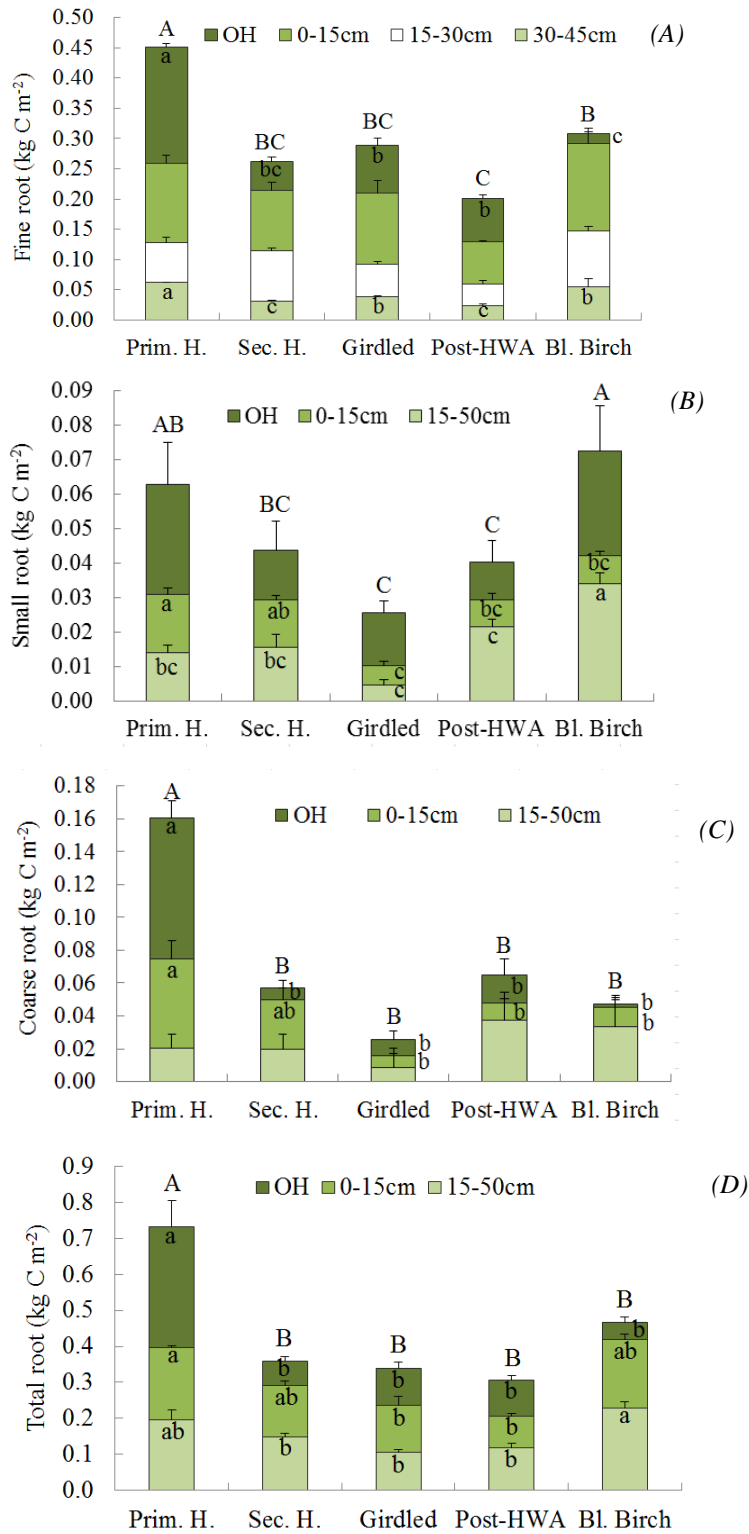 0.50 OH 0-15cm 15-30cm 30-45cm (A)
A
0.45
a
0.40
0.35
B
BC BC
0.30
c
b
bc
0.25
C
0.20
b
0.15
0.10
0.05
a c b c b
0.00
Fine root (kg C m-2)
Prim. H. Sec. H. Girdled Post-HWA Bl. Birch
0.09 A
OH 0-15cm 15-50cm (B)
0.08
AB
0.07
0.06
BC
0.05
C
C
0.04
bc
0.03
a ab bc a
0.02
c
bc bc
0.01
c
c
0.00
Small root (kg C m-2)
Prim. H. Sec. H. Girdled Post-HWA Bl. Birch
0.18
A
OH 0-15cm 15-50cm
0.16
a
(C)
0.14
0.12
0.10
0.08
B
a
B
B
0.06
b b
B
b
0.04
ab b b
b
0.02
b
0.00
Coarse root (kg C m-2)
Prim. H. Sec. H. Girdled Post-HWA Bl. Birch
0.9
A
OH 0-15cm 15-50cm (D)
0.8
0.7
a
0.6
B
0.5
b
B B B
0.4
a ab
b
0.3
b b
ab
0.2
b b a
ab
0.1
b b b
0
Total root (kg C m-2)
Prim. H. Sec. H. Girdled Post-HWA Bl. Birch